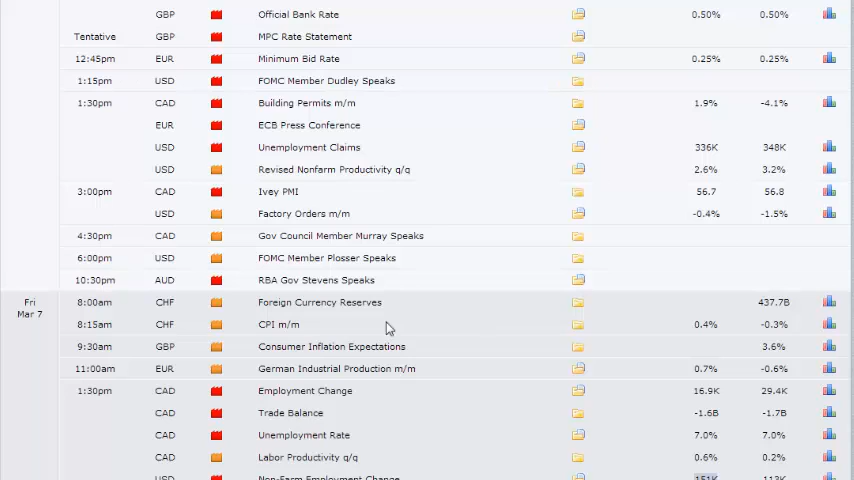 GBP Official Bank Rate 0.50% 0.50%
Tentative GBP MPC Rate Statement
12:45pm EUR Minimum Bid Rate 0.25% 0.25%
1:15pm USD FOMC Member Dudley Speaks
1:30pm CAD Building Permits m/m 1.9% -4.1%
EUR ECB Press Conference
USD Unemployment Claims 336K 348K
USD Revised Nonfarm Productivity q/q 2.6% 3.2%
3:00pm CAD Ivey PMI 56.7 56.8
USD Factory Orders m/m -0.4% -1.5%
4:30pm CAD Gov Council Member Murray Speaks
6:00pm USD FOMC Member Plosser Speaks
10:30pm AUD RBA Gov Stevens Speaks
Fri 8:00am CHF Foreign Currency Reserves 437.7B
Mar 7
8:15am CHF CPI m/m 0.4% -0.3%
9:30am GBP Consumer Inflation Expectations 3.6%
11:00am EUR German Industrial Production m/m 0.7% -0.6%
1:30pm CAD Employment Change 16.9K 29.4K
CAD Trade Balance -1.6B -1.7B
CAD Unemployment Rate 7.0% 7.0%
CAD Labor Productivity q/q 0.6% 0.2%
USD Non-Farm Employment Change 151K 113K